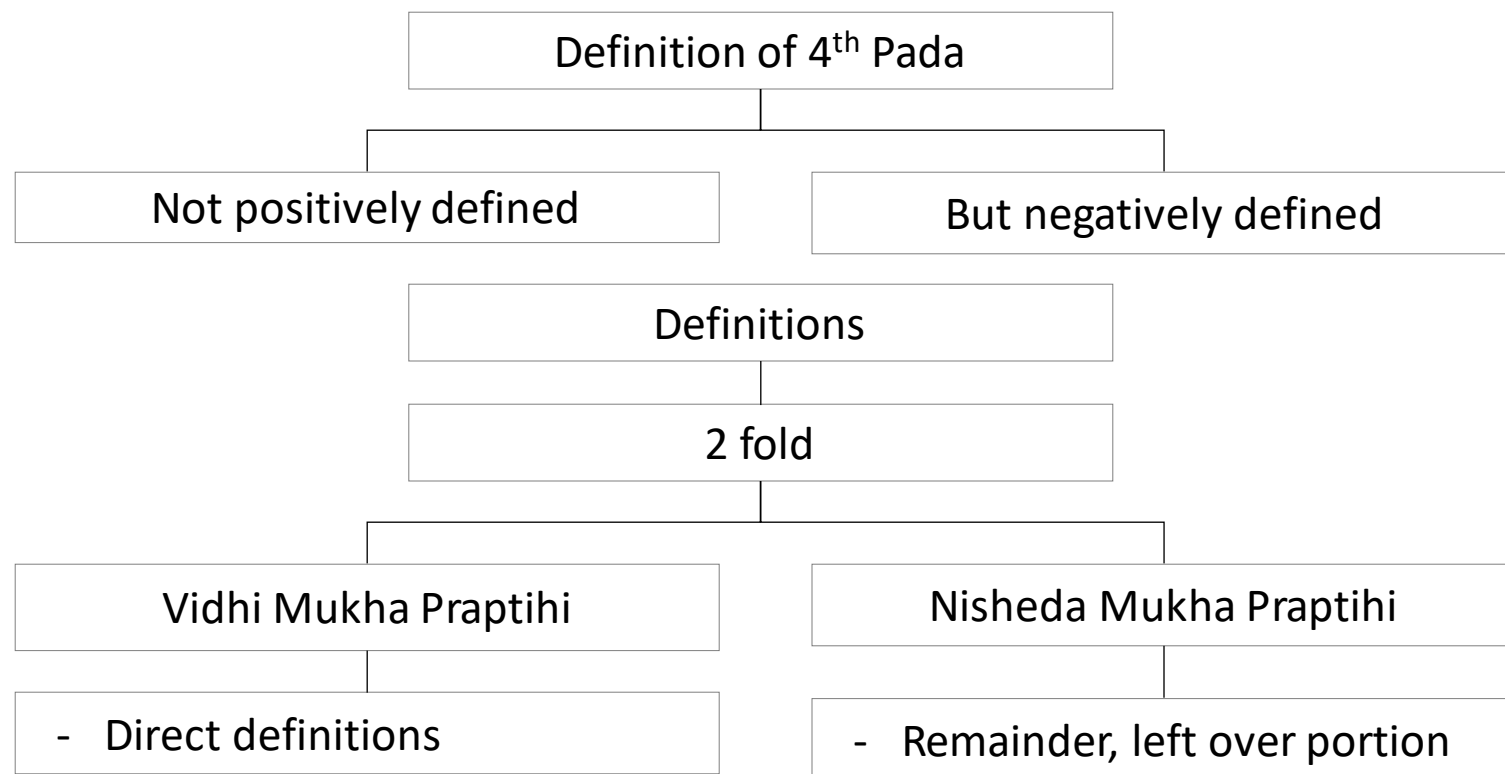 Definition of 4th Pada
Not positively defined
But negatively defined
Definitions
2 fold
Vidhi Mukha Praptihi
Nisheda Mukha Praptihi
- Direct definitions
- Remainder, left over portion